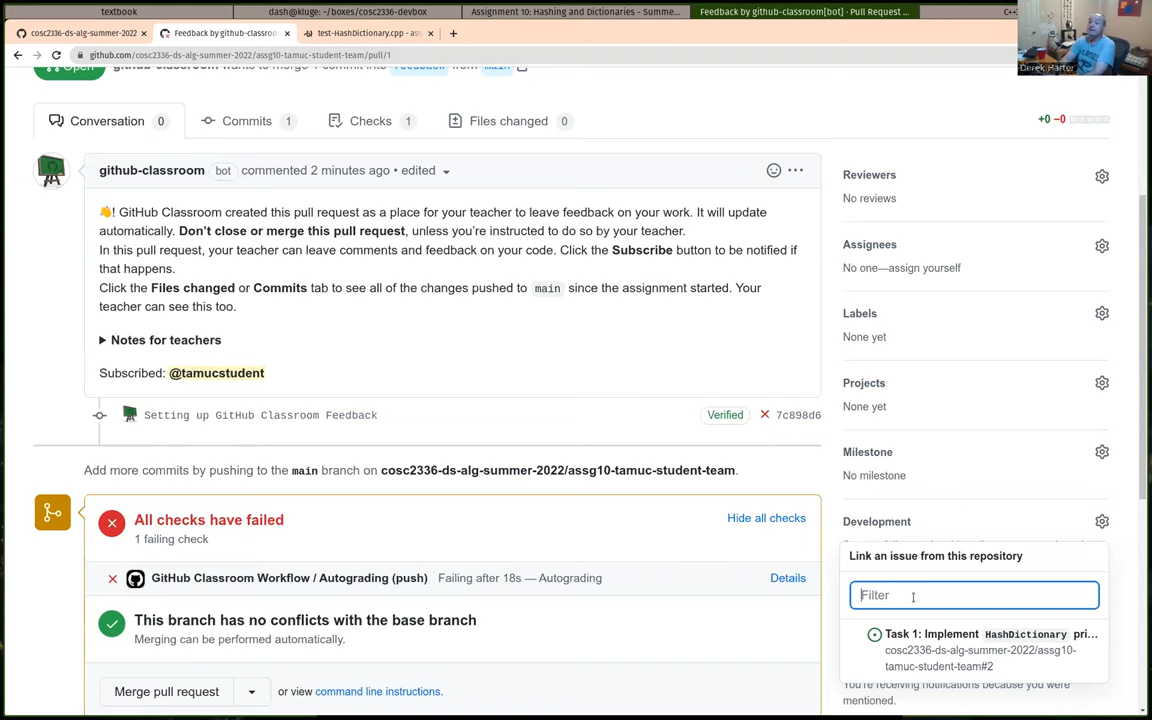 textbook
dash@kluge: ~/boxes/cosc2336-devbox
Assignment 10: Hashing and Dictionaries - Summe...
Feedback by github-classroom[bot] · Pull Request ...
C++
cosc2336-ds-alg-summer-2022
Feedback by github-classroom
test-HashDictionary.cpp - ass
github.com/cosc2336-ds-alg-summer-2022/assg10-tamuc-student-team/pull/1
Derek Harter
Open
github-classroom wants to merge 1 commit into feedback from main
Conversation 0
Commits 1
Checks 1
Files changed 0
+0 −0
github-classroom bot commented 2 minutes ago • edited
👋! GitHub Classroom created this pull request as a place for your teacher to leave feedback on your work. It will update
automatically. Don't close or merge this pull request, unless you're instructed to do so by your teacher.
In this pull request, your teacher can leave comments and feedback on your code. Click the Subscribe button to be notified if
that happens.
Click the Files changed or Commits tab to see all of the changes pushed to main since the assignment started. Your
teacher can see this too.
Notes for teachers
Subscribed: @tamucstudent
Setting up GitHub Classroom Feedback
Verified
7c898d6
Add more commits by pushing to the main branch on cosc2336-ds-alg-summer-2022/assg10-tamuc-student-team.
All checks have failed
1 failing check
Hide all checks
GitHub Classroom Workflow / Autograding (push) Failing after 18s — Autograding
Details
This branch has no conflicts with the base branch
Merging can be performed automatically.
Merge pull request
or view command line instructions.
Reviewers
No reviews
Assignees
No one—assign yourself
Labels
None yet
Projects
None yet
Milestone
No milestone
Development
Link an issue from this repository
Filter
Task 1: Implement HashDictionary pri...
cosc2336-ds-alg-summer-2022/assg10-
tamuc-student-team#2
You're receiving notifications because you were
mentioned.